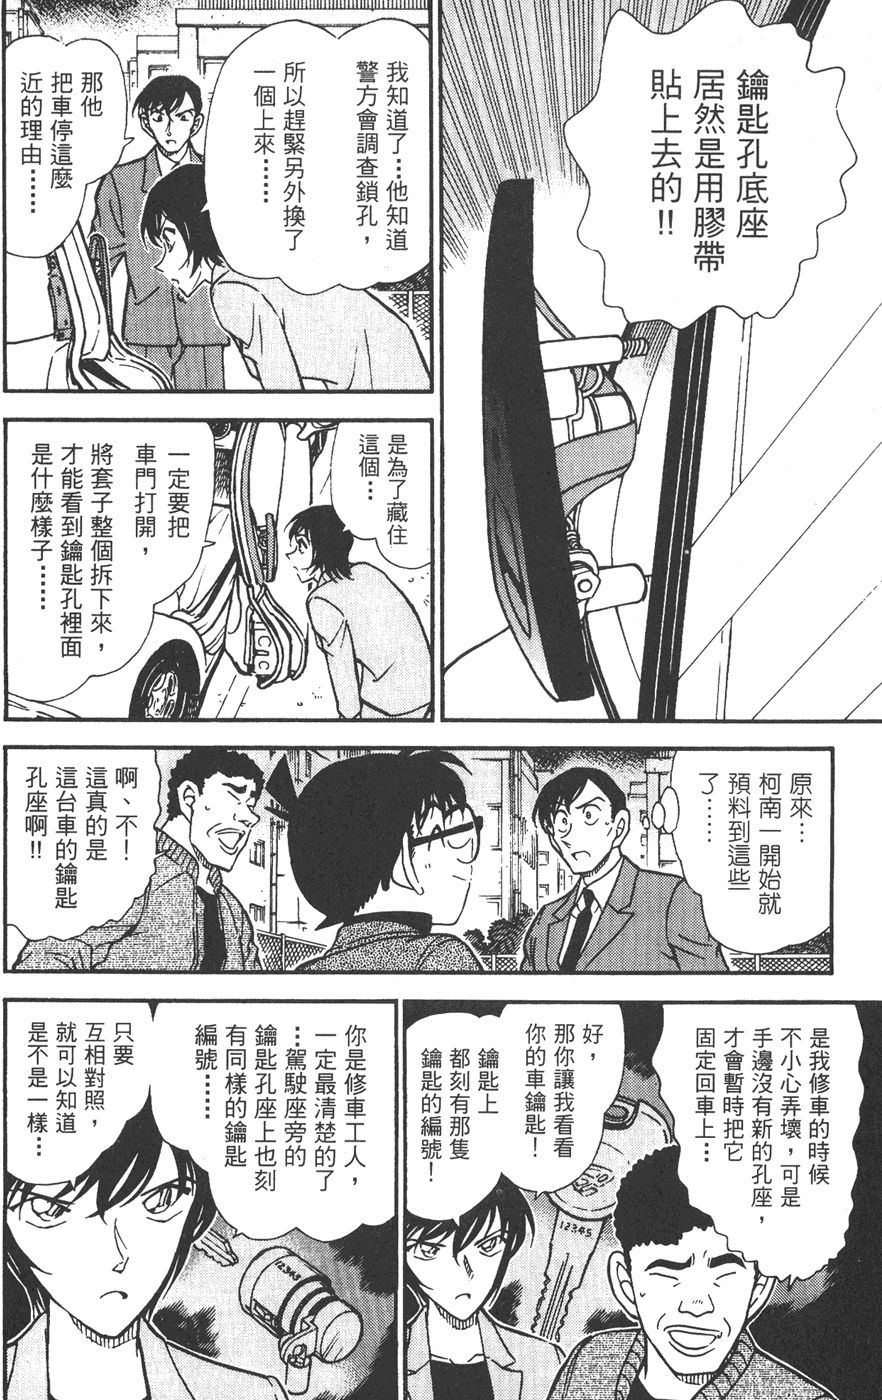 鑰匙孔底座
居然是用膠帶
貼上去的!!
我知道了…他知道
警方會調查鎖孔，
所以趕緊另外換了
一個上來……
那他
把車停這麼
近的理由……
是為了藏住
這個…
一定要把
車門打開，
將套子整個拆下來，
才能看到鑰匙孔裡面
是什麼樣子……
原來…
柯南一開始就
預料到這些
了……
啊、不！
這真的是
這台車的鑰匙
孔座啊!!
是我修車的時候
不小心弄壞，可是
手邊沒有新的孔座，
才會暫時把它
固定回車上…
好，
那你讓我看看
你的車鑰匙！
鑰匙上
都刻有那隻
鑰匙的編號！
12345
你是修車工人，
一定最清楚的了
…駕駛座旁的
鑰匙孔座上也刻
有同樣的鑰匙
編號……
12345
只要
互相對照，
就可以知道
是不是一樣…